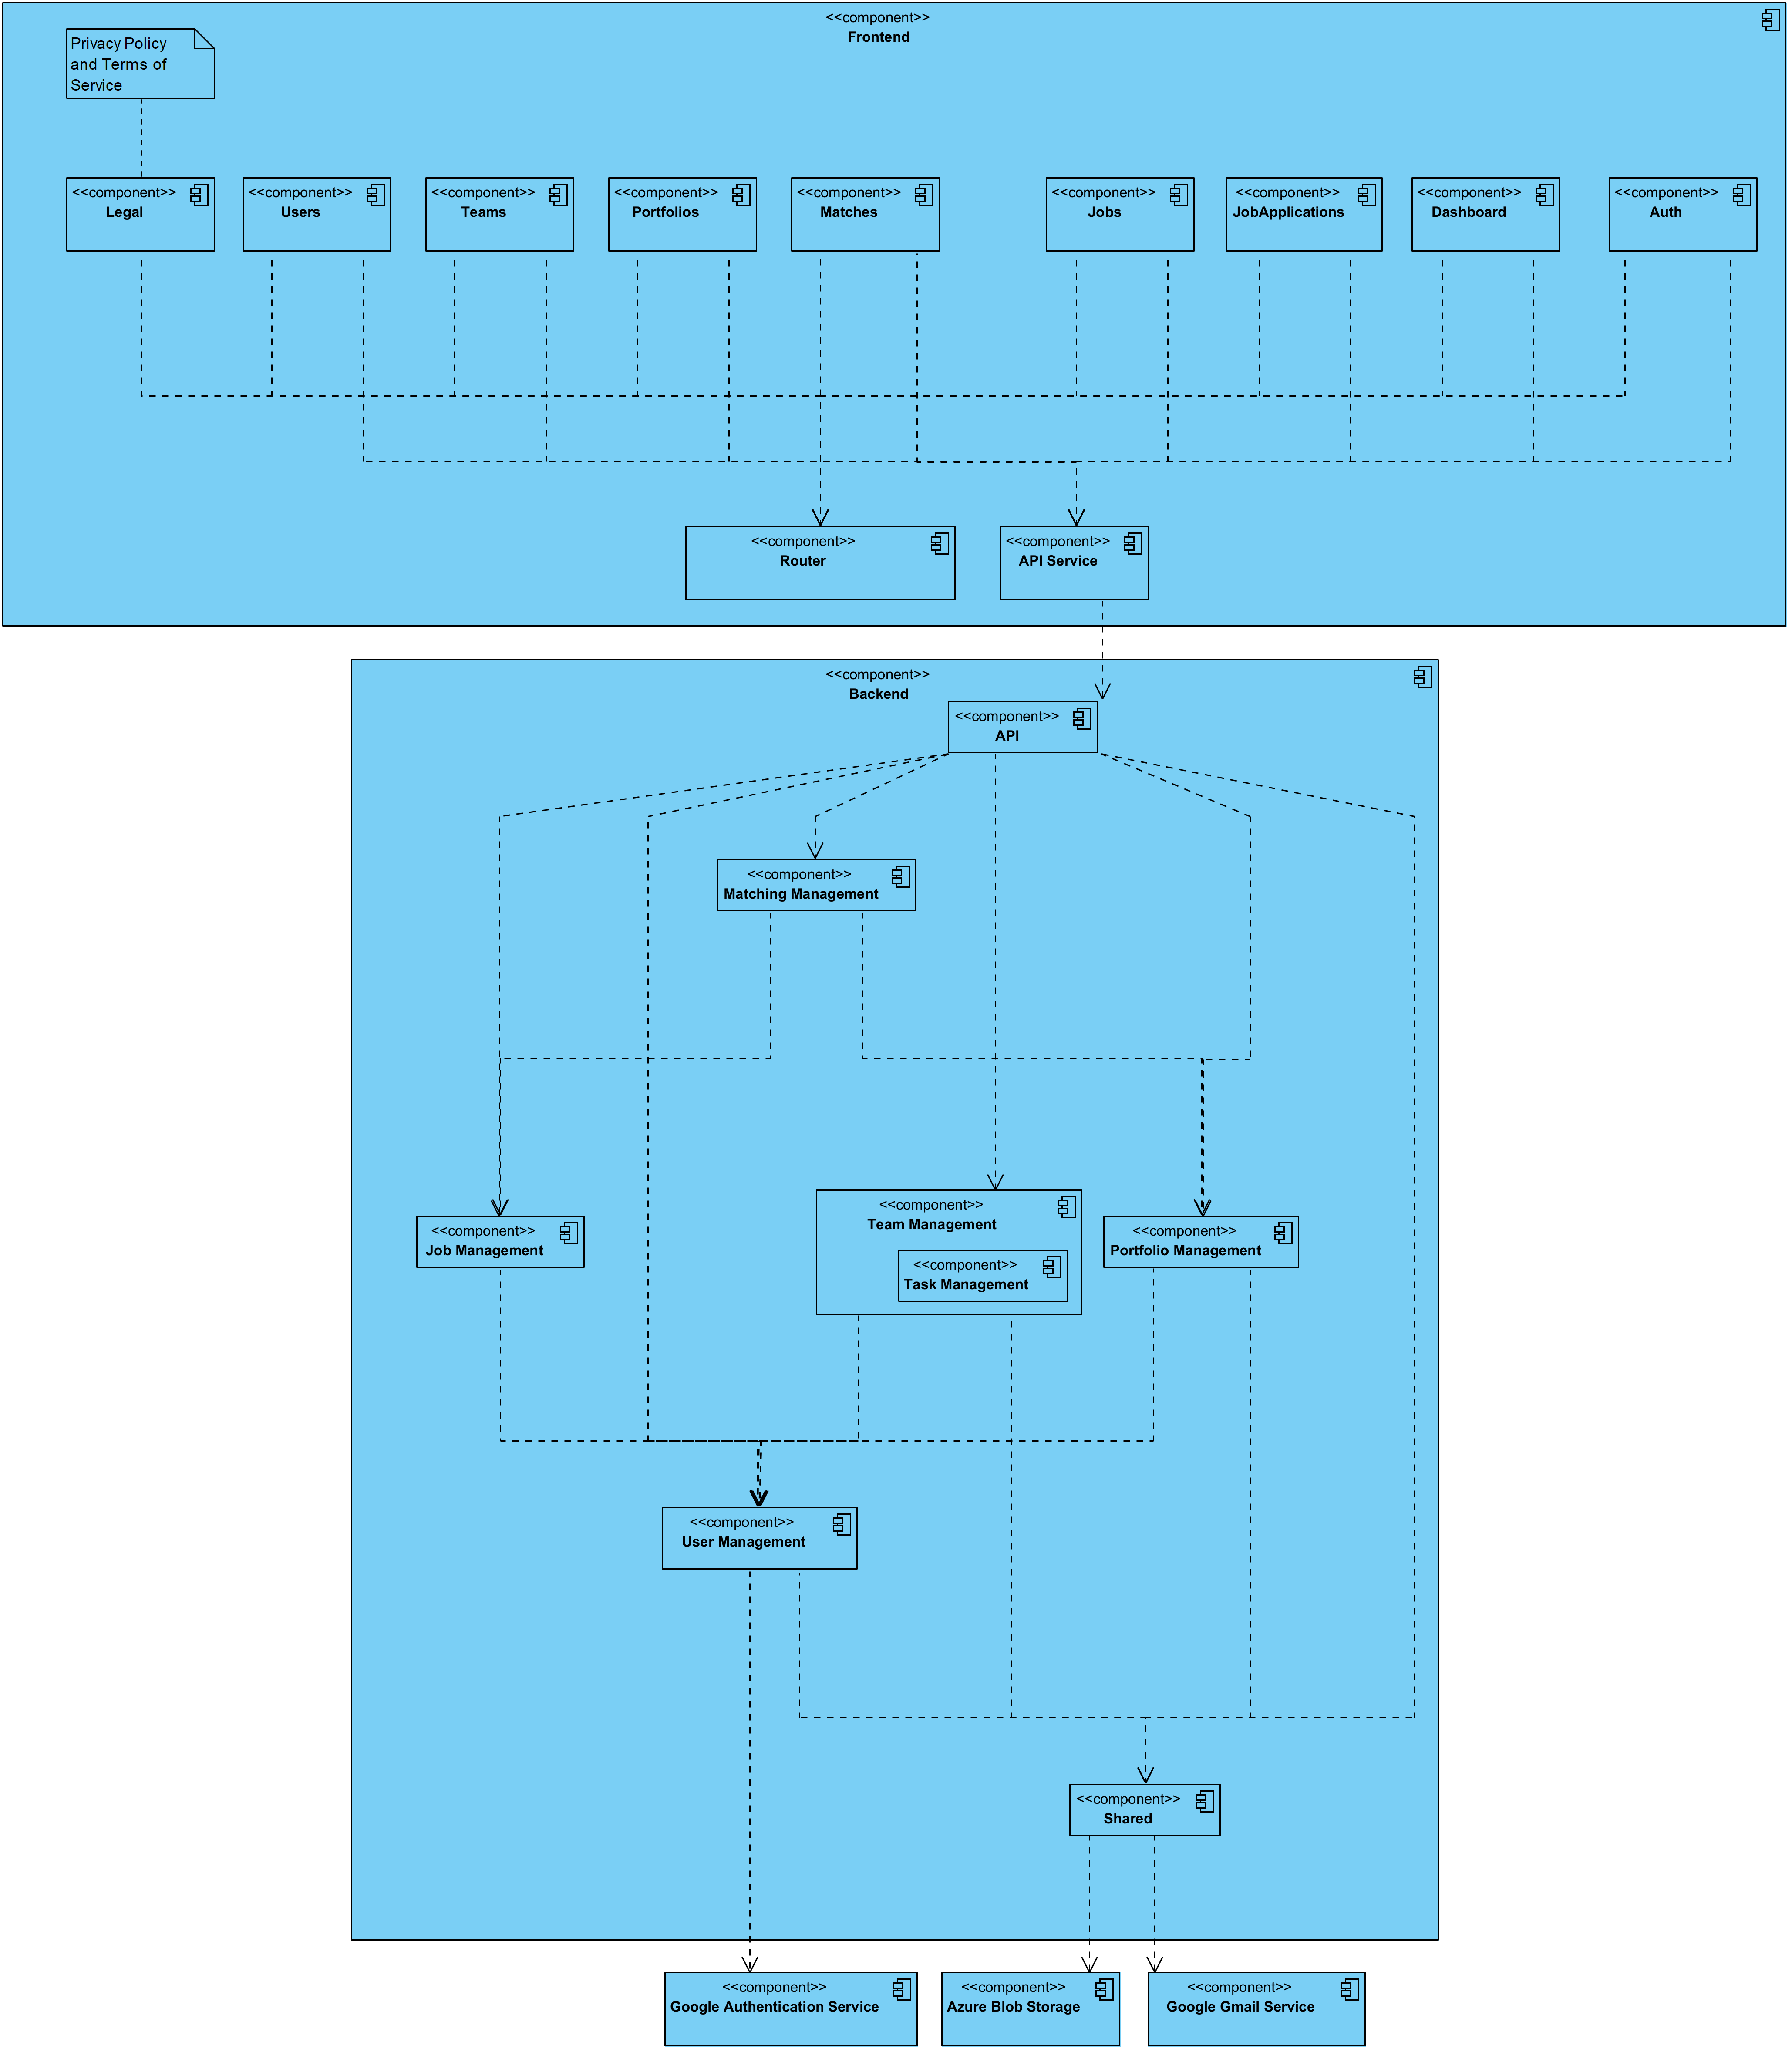 <<component>>
Frontend
Privacy Policy
and Terms of
Service
<<component>>
Legal
<<component>>
Users
<<component>>
Teams
<<component>>
Portfolios
<<component>>
Matches
<<component>>
Jobs
<<component>>
JobApplications
<<component>>
Dashboard
<<component>>
Auth
<<component>>
Router
<<component>>
API Service
<<component>>
Backend
<<component>>
API
<<component>>
Matching Management
<<component>>
Job Management
<<component>>
Team Management
<<component>>
Task Management
<<component>>
Portfolio Management
<<component>>
User Management
<<component>>
Shared
<<component>>
Google Authentication Service
<<component>>
Azure Blob Storage
<<component>>
Google Gmail Service